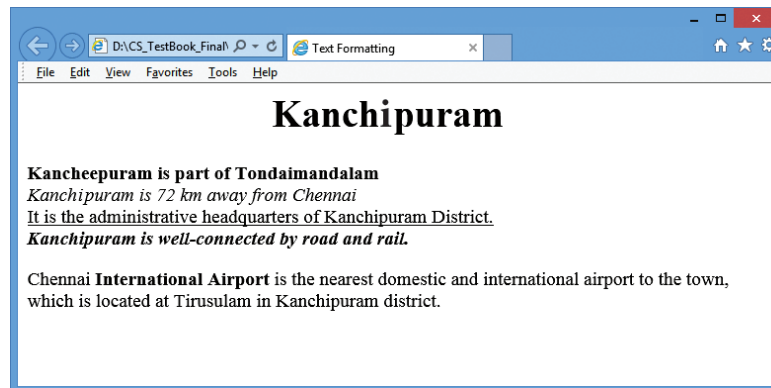 D:\CS_TestBook_Final\
Text Formatting
File Edit View Favorites Tools Help
Kanchipuram
Kancheepuram is part of Tondaimandalam
Kanchipuram is 72 km away from Chennai
It is the administrative headquarters of Kanchipuram District.
Kanchipuram is well-connected by road and rail.
Chennai International Airport is the nearest domestic and international airport to the town,
which is located at Tirusulam in Kanchipuram district.